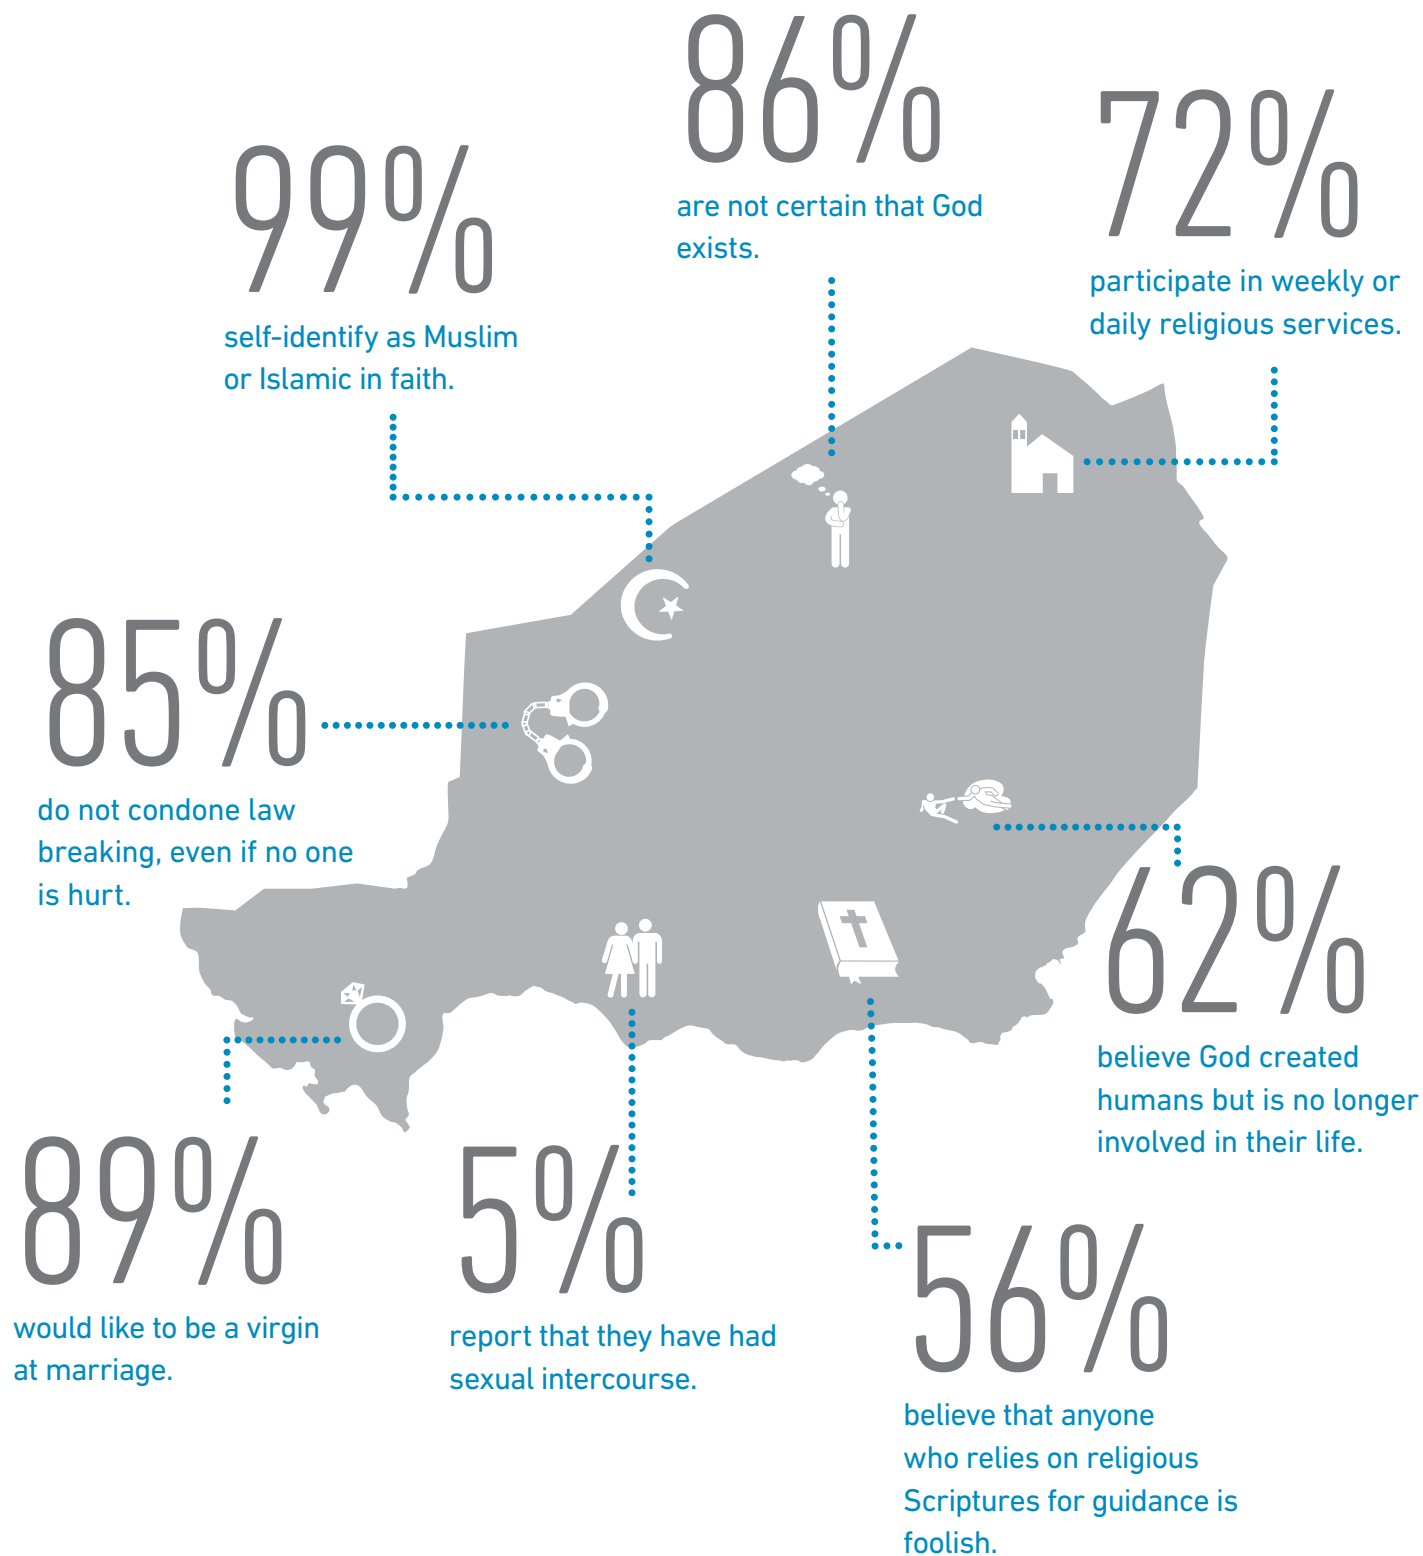 86%
are not certain that God
exists.
72%
participate in weekly or
daily religious services.
99%
self-identify as Muslim
or Islamic in faith.
85%
do not condone law
breaking, even if no one
is hurt.
62%
believe God created
humans but is no longer
involved in their life.
89%
would like to be a virgin
at marriage.
5%
report that they have had
sexual intercourse.
56%
believe that anyone
who relies on religious
Scriptures for guidance is
foolish.